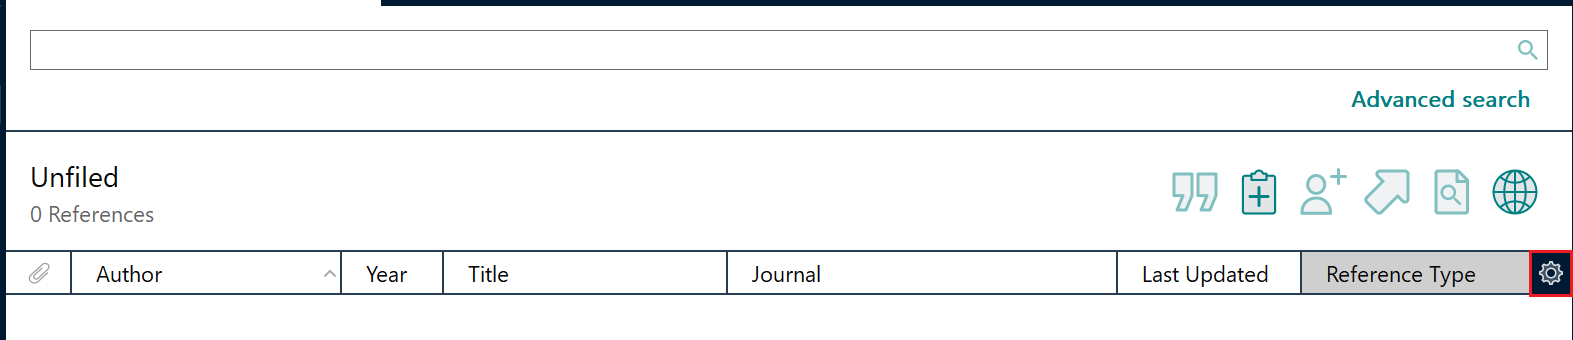 Advanced search
Unfiled
0 References
Author Year Title Journal Last Updated Reference Type